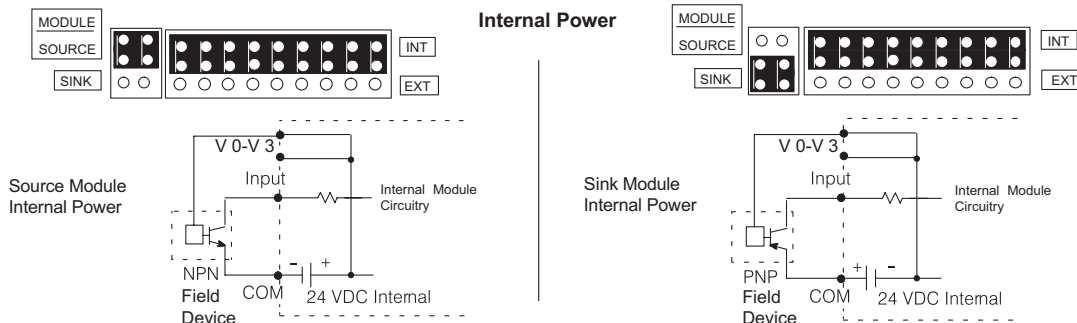 Internal Power
MODULE
SOURCE
SINK
INT
EXT
V 0-V 3
Input
Source Module
Internal Power
Internal Module
Circuitry
NPN
Field
Device
COM
- +
24 VDC Internal
MODULE
SOURCE
SINK
INT
EXT
V 0-V 3
Input
Sink Module
Internal Power
Internal Module
Circuitry
PNP
Field
Device
COM
+ -
24 VDC Internal